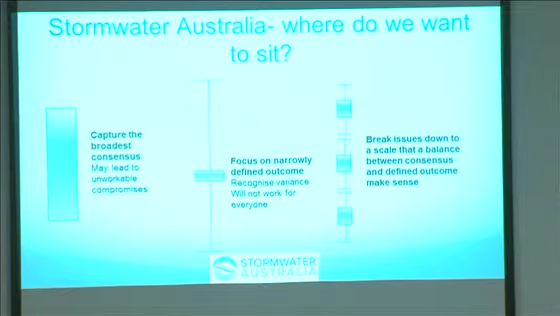 Stormwater Australia- where do we want
to sit?
Capture the
broadest
consensus
May lead to
unworkable
compromises
Focus on narrowly
defined outcome
Recognise variance
Will not work for
everyone
Break issues down to
a scale that a balance
between consensus
and defined outcome
make sense
STORMWATER
AUSTRALIA